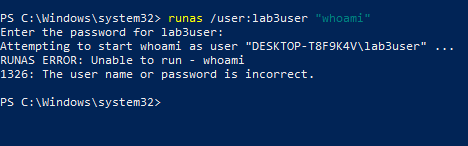 PS C:\Windows\system32> runas /user:lab3user "whoami"
Enter the password for lab3user:
Attempting to start whoami as user "DESKTOP-T8F9K4V\lab3user" ...
RUNAS ERROR: Unable to run - whoami
1326: The user name or password is incorrect.
PS C:\Windows\system32>